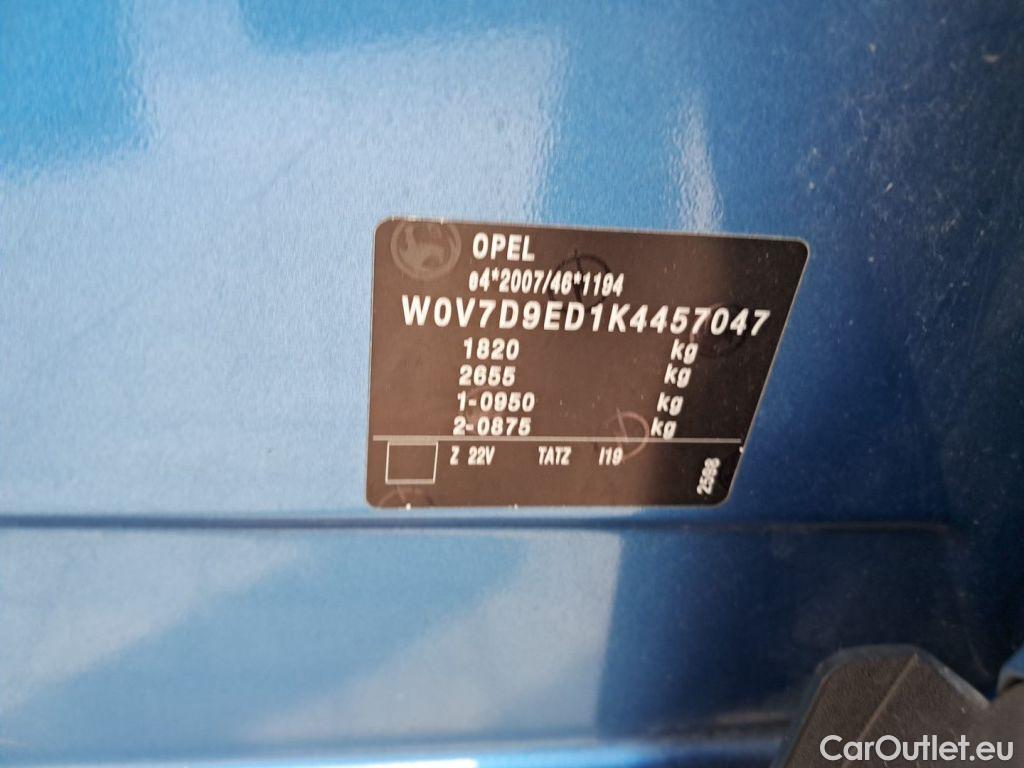 OPEL
e4*2007/46*1194
W0V7D9ED1K4457047
1820 kg
2655 kg
1-0950 kg
2-0875 kg
Z 22V TATZ I19
2598
CarOutlet.eu